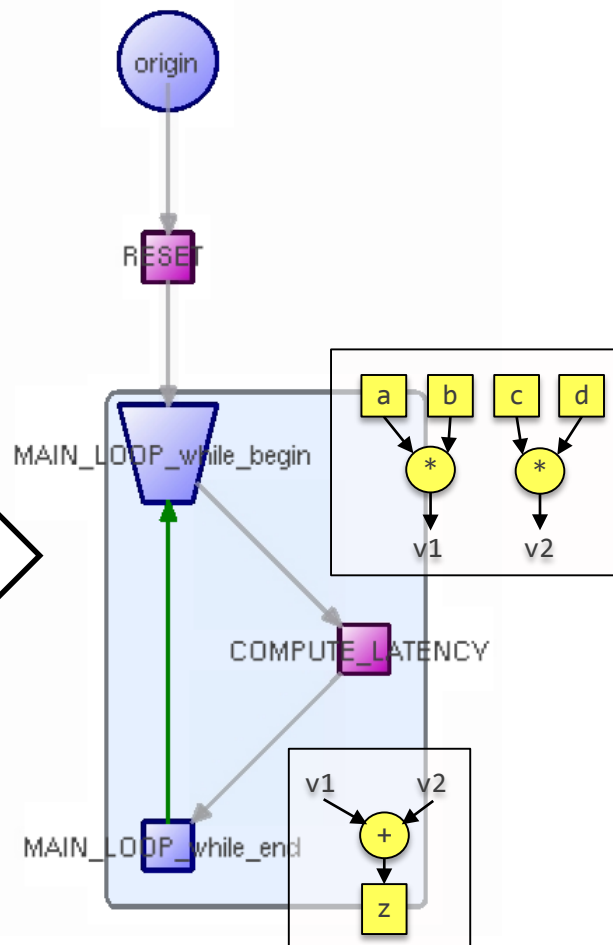 origin
RESET
a b c d
* *
v1 v2
MAIN_LOOP_while_begin
COMPUTE_LATENCY
v1 v2
+
MAIN_LOOP_while_end
z